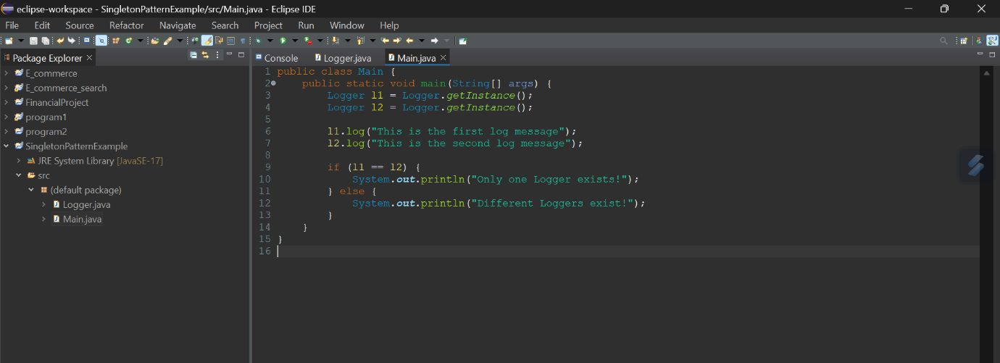 eclipse-workspace - SingletonPatternExample/src/Main.java - Eclipse IDE
File Edit Source Refactor Navigate Search Project Run Window Help
Package Explorer
E_commerce
E_commerce_search
FinancialProject
program1
program2
SingletonPatternExample
JRE System Library [JavaSE-17]
src
(default package)
Logger.java
Main.java
Console Logger.java Main.java
1 public class Main {
2 public static void main(String[] args) {
3 Logger l1 = Logger.getInstance();
4 Logger l2 = Logger.getInstance();
5
6 l1.log("This is the first log message");
7 l2.log("This is the second log message");
8
9 if (l1 == l2) {
10 System.out.println("Only one Logger exists!");
11 } else {
12 System.out.println("Different Loggers exist!");
13 }
14 }
15 }
16